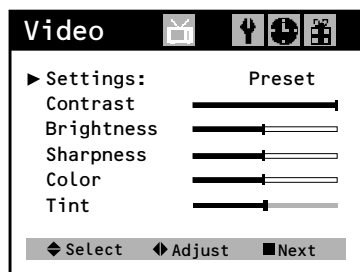 Video
Settings: Preset
Contrast
Brightness
Sharpness
Color
Tint
Select Adjust Next